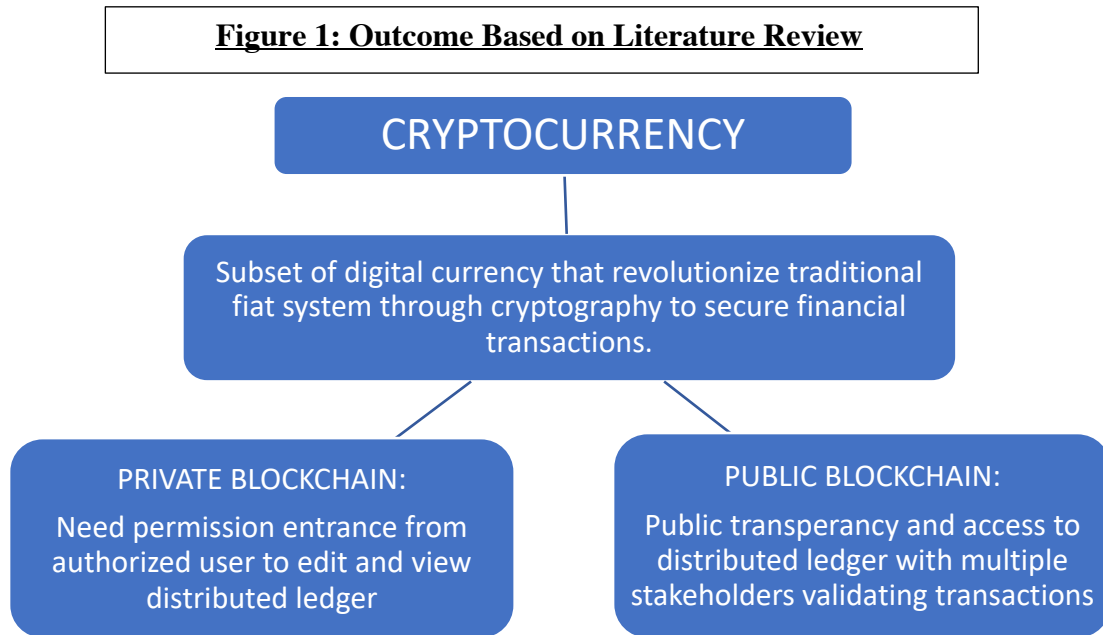 Figure 1: Outcome Based on Literature Review
CRYPTOCURRENCY
Subset of digital currency that revolutionize traditional
fiat system through cryptography to secure financial
transactions.
PRIVATE BLOCKCHAIN:
Need permission entrance from
authorized user to edit and view
distributed ledger
PUBLIC BLOCKCHAIN:
Public transperancy and access to
distributed ledger with multiple
stakeholders validating transactions